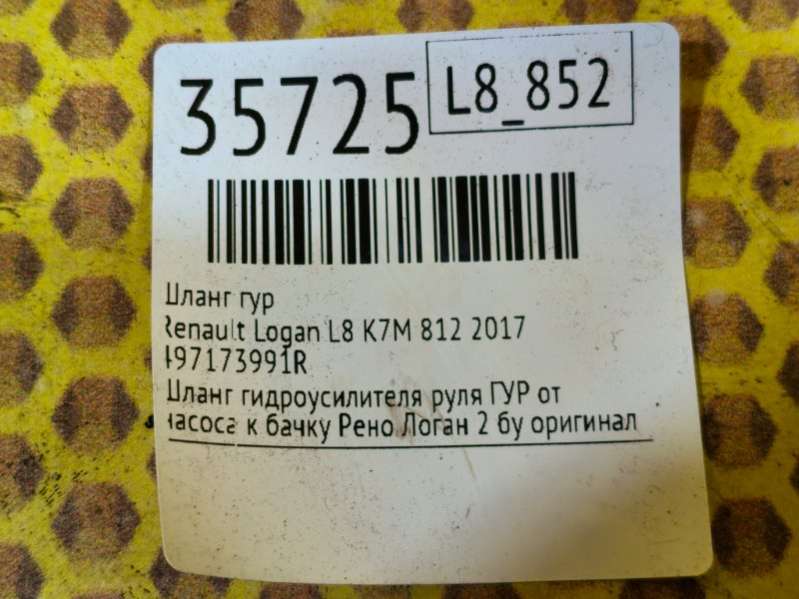 35725
L8_852
Шланг гур
Renault Logan L8 K7M 812 2017
497173991R
Шланг гидроусилителя руля ГУР от
насоса к бачку Рено Логан 2 бу оригинал